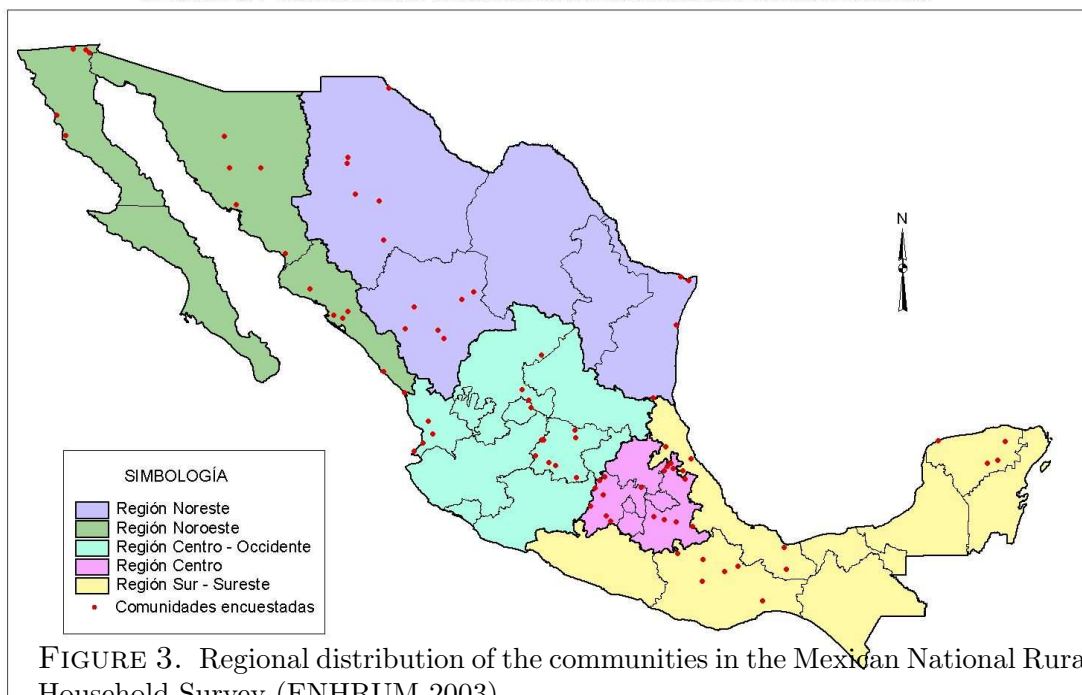 N
SIMBOLOGÍA
Región Noreste
Región Noroeste
Región Centro - Occidente
Región Centro
Región Sur - Sureste
Comunidades encuestadas
FIGURE 3. Regional distribution of the communities in the Mexican National Rura
Household Survey (ENHRUM 2003)